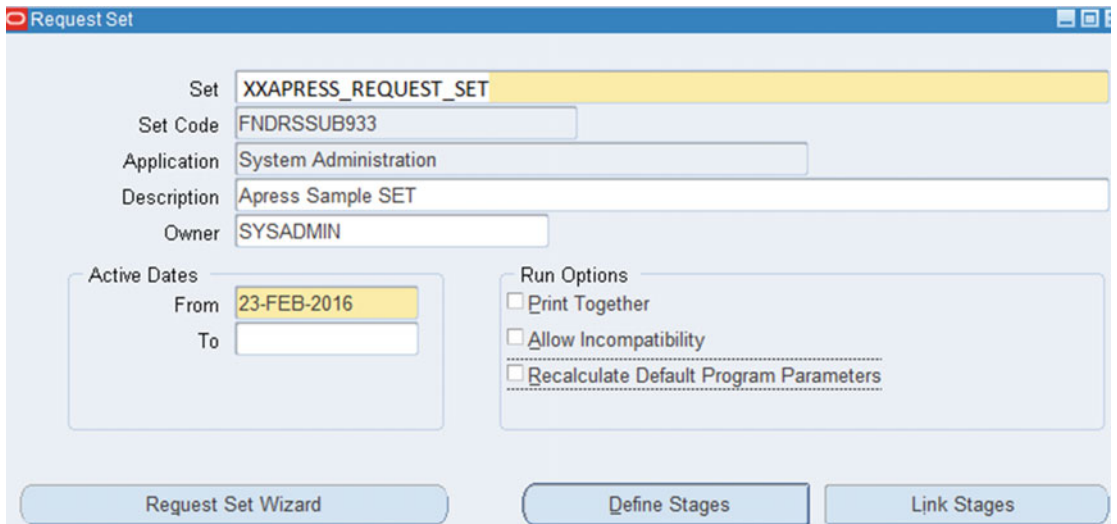 Request Set
Set XXAPRESS_REQUEST_SET
Set Code FNDRSSUB933
Application System Administration
Description Apress Sample SET
Owner SYSADMIN
Active Dates
From 23-FEB-2016
To
Run Options
Print Together
Allow Incompatibility
Recalculate Default Program Parameters
Request Set Wizard
Define Stages
Link Stages